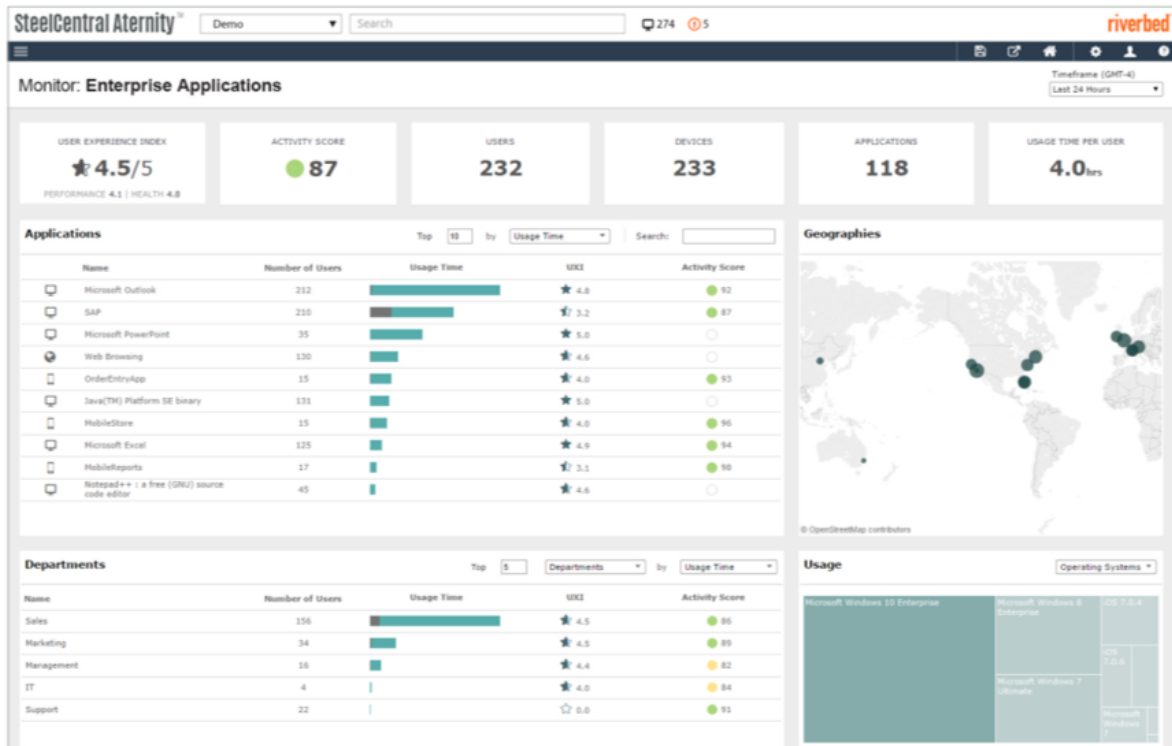 SteelCentral Aternity™ Demo Search 274 5 riverbed
Monitor: Enterprise Applications
Timeframe (GMT-4)
Last 24 Hours
USER EXPERIENCE INDEX ACTIVITY SCORE USERS DEVICES APPLICATIONS USAGE TIME PER USER
4.5/5 87 232 233 118 4.0hrs
PERFORMANCE 4.1 | HEALTH 4.8
Applications Top 10 by Usage Time Search:
Name Number of Users Usage Time UXI Activity Score
Microsoft Outlook 212 4.8 92
SAP 210 3.2 87
Microsoft PowerPoint 35 5.0
Web Browsing 130 4.6
OrderEntryApp 15 4.0 93
Java(TM) Platform SE binary 131 5.0
MobileStore 15 4.0 96
Microsoft Excel 125 4.9 94
MobileReports 17 3.1 98
Notepad++ : a free (GNU) source
code editor 45 4.6
Geographies
© OpenStreetMap contributors
Departments Top 5 Departments by Usage Time
Name Number of Users Usage Time UXI Activity Score
Sales 156 4.5 86
Marketing 34 4.5 89
Management 16 4.4 82
IT 4 4.0 84
Support 22 0.0 91
Usage Operating Systems
Microsoft Windows 10 Enterprise
Microsoft Windows 8
Enterprise
iOS 7.0.4
iOS
7.0.6
Microsoft Windows 7
Ultimate
Microsoft
Windows
7